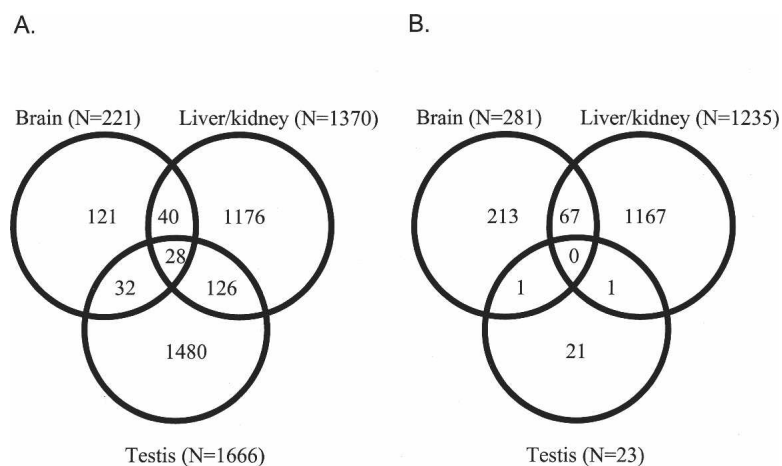 A.
B.
Brain (N=221) Liver/kidney (N=1370)
Brain (N=281) Liver/kidney (N=1235)
121 40 1176
213 67 1167
28
0
32 126
1 1
1480
21
Testis (N=1666)
Testis (N=23)